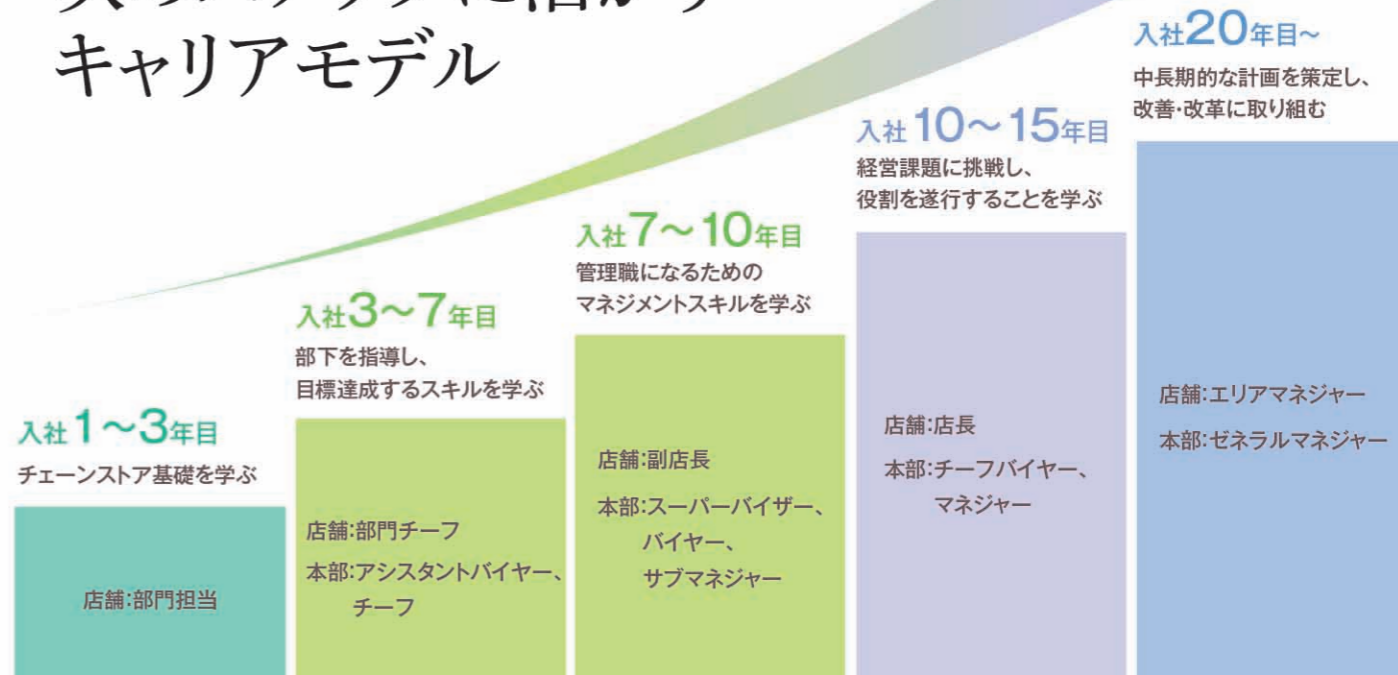 キャリアモデル
入社20年目～
中長期的な計画を策定し、
改善・改革に取り組む
入社10～15年目
経営課題に挑戦し、
役割を遂行することを学ぶ
入社7～10年目
管理職になるための
マネジメントスキルを学ぶ
入社3～7年目
部下を指導し、
目標達成するスキルを学ぶ
入社1～3年目
チェーンストア基礎を学ぶ
店舗:部門担当
店舗:部門チーフ
本部:アシスタントバイヤー、
チーフ
店舗:副店長
本部:スーパーバイザー、
バイヤー、
サブマネジャー
店舗:店長
本部:チーフバイヤー、
マネジャー
店舗:エリアマネジャー
本部:ゼネラルマネジャー